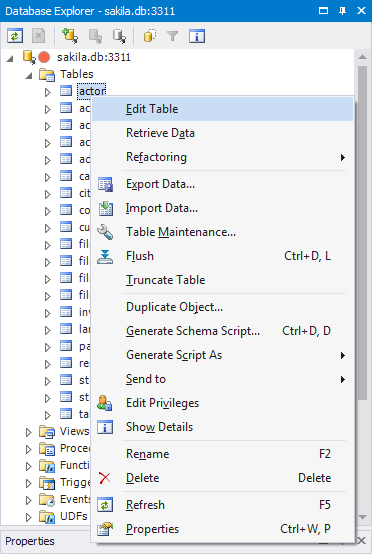 Database Explorer - sakila.db:3311
sakila.db:3311
Tables
actor
ac
ac
ac
ca
cit
co
cu
fil
fil
fil
fil
inv
lan
pa
re
st
st
ta
Views
Proced
Functi
Trigge
Events
UDFs
Edit Table
Retrieve Data
Refactoring
Export Data...
Import Data...
Table Maintenance...
Flush Ctrl+D, L
Truncate Table
Duplicate Object...
Generate Schema Script... Ctrl+D, D
Generate Script As
Send to
Edit Privileges
Show Details
Rename F2
Delete Delete
Refresh F5
Properties Ctrl+W, P
Properties